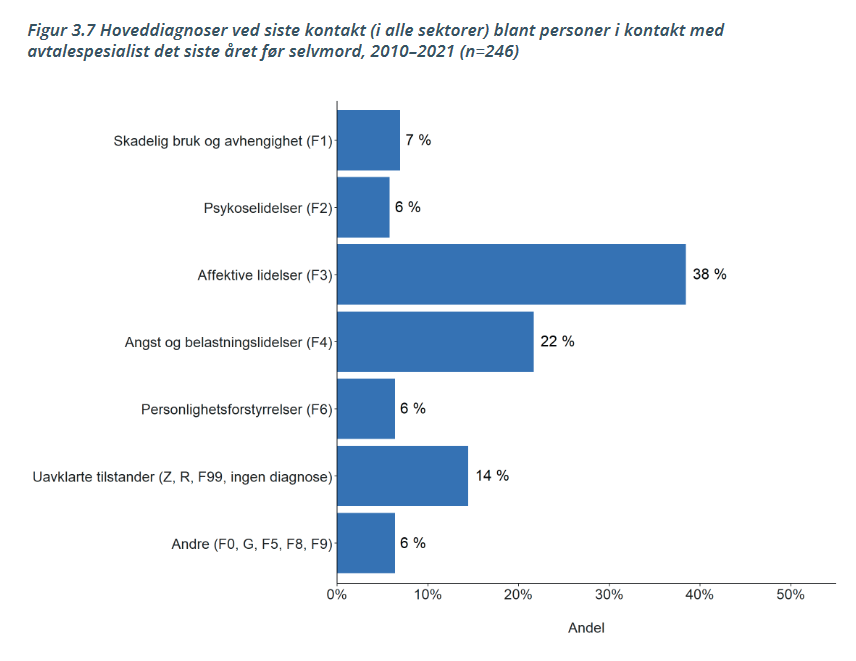 Figur 3.7 Hoveddiagnoser ved siste kontakt (i alle sektorer) blant personer i kontakt med
avtalespesialist det siste året før selvmord, 2010–2021 (n=246)
Skadelig bruk og avhengighet (F1) 7 %
Psykoselidelser (F2) 6 %
Affektive lidelser (F3) 38 %
Angst og belastningslidelser (F4) 22 %
Personlighetsforstyrrelser (F6) 6 %
Uavklarte tilstander (Z, R, F99, ingen diagnose) 14 %
Andre (F0, G, F5, F8, F9) 6 %
0% 10% 20% 30% 40% 50%
Andel